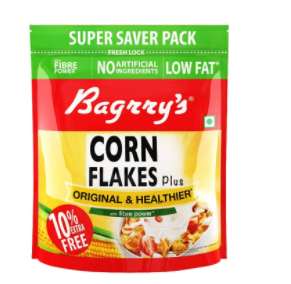 SUPER SAVER PACK
FRESH LOCK
FIBRE POWER
NO ARTIFICIAL INGREDIENTS
LOW FAT**
Bagrry's®
CORN
FLAKES Plus
ORIGINAL & HEALTHIER*
with fibre power*
10%
EXTRA
FREE